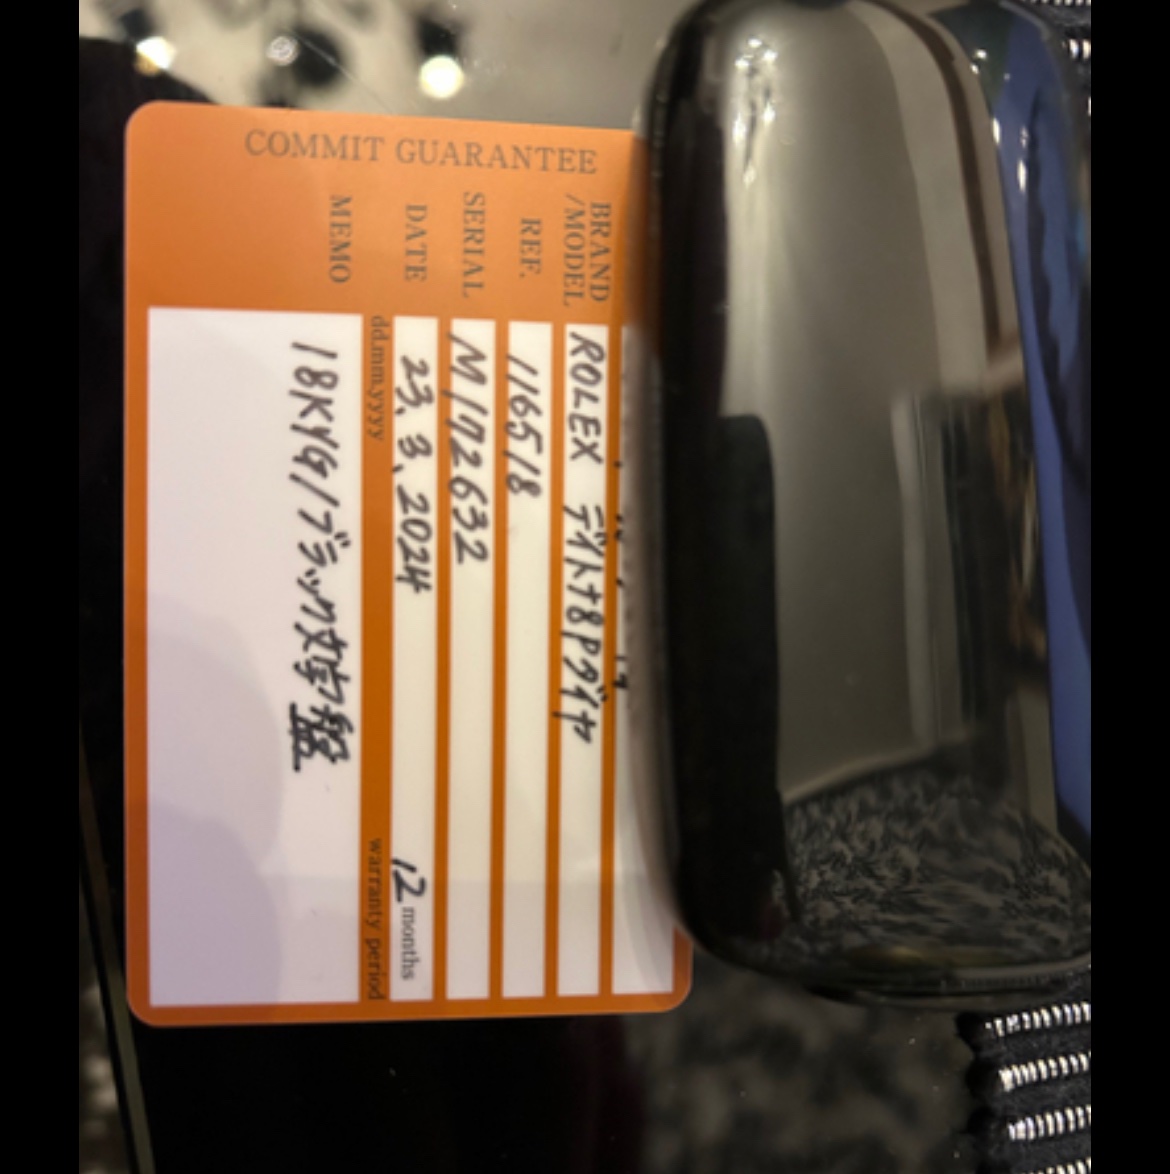 COMMIT GUARANTEE
BRAND /MODEL ROLEX デイトナ8Pダイヤ
REF. 116518
SERIAL M192632
DATE 23. 3. 2024 12 months
dd.mm.yyyy warranty period
MEMO 18KYG/ブラック文字盤